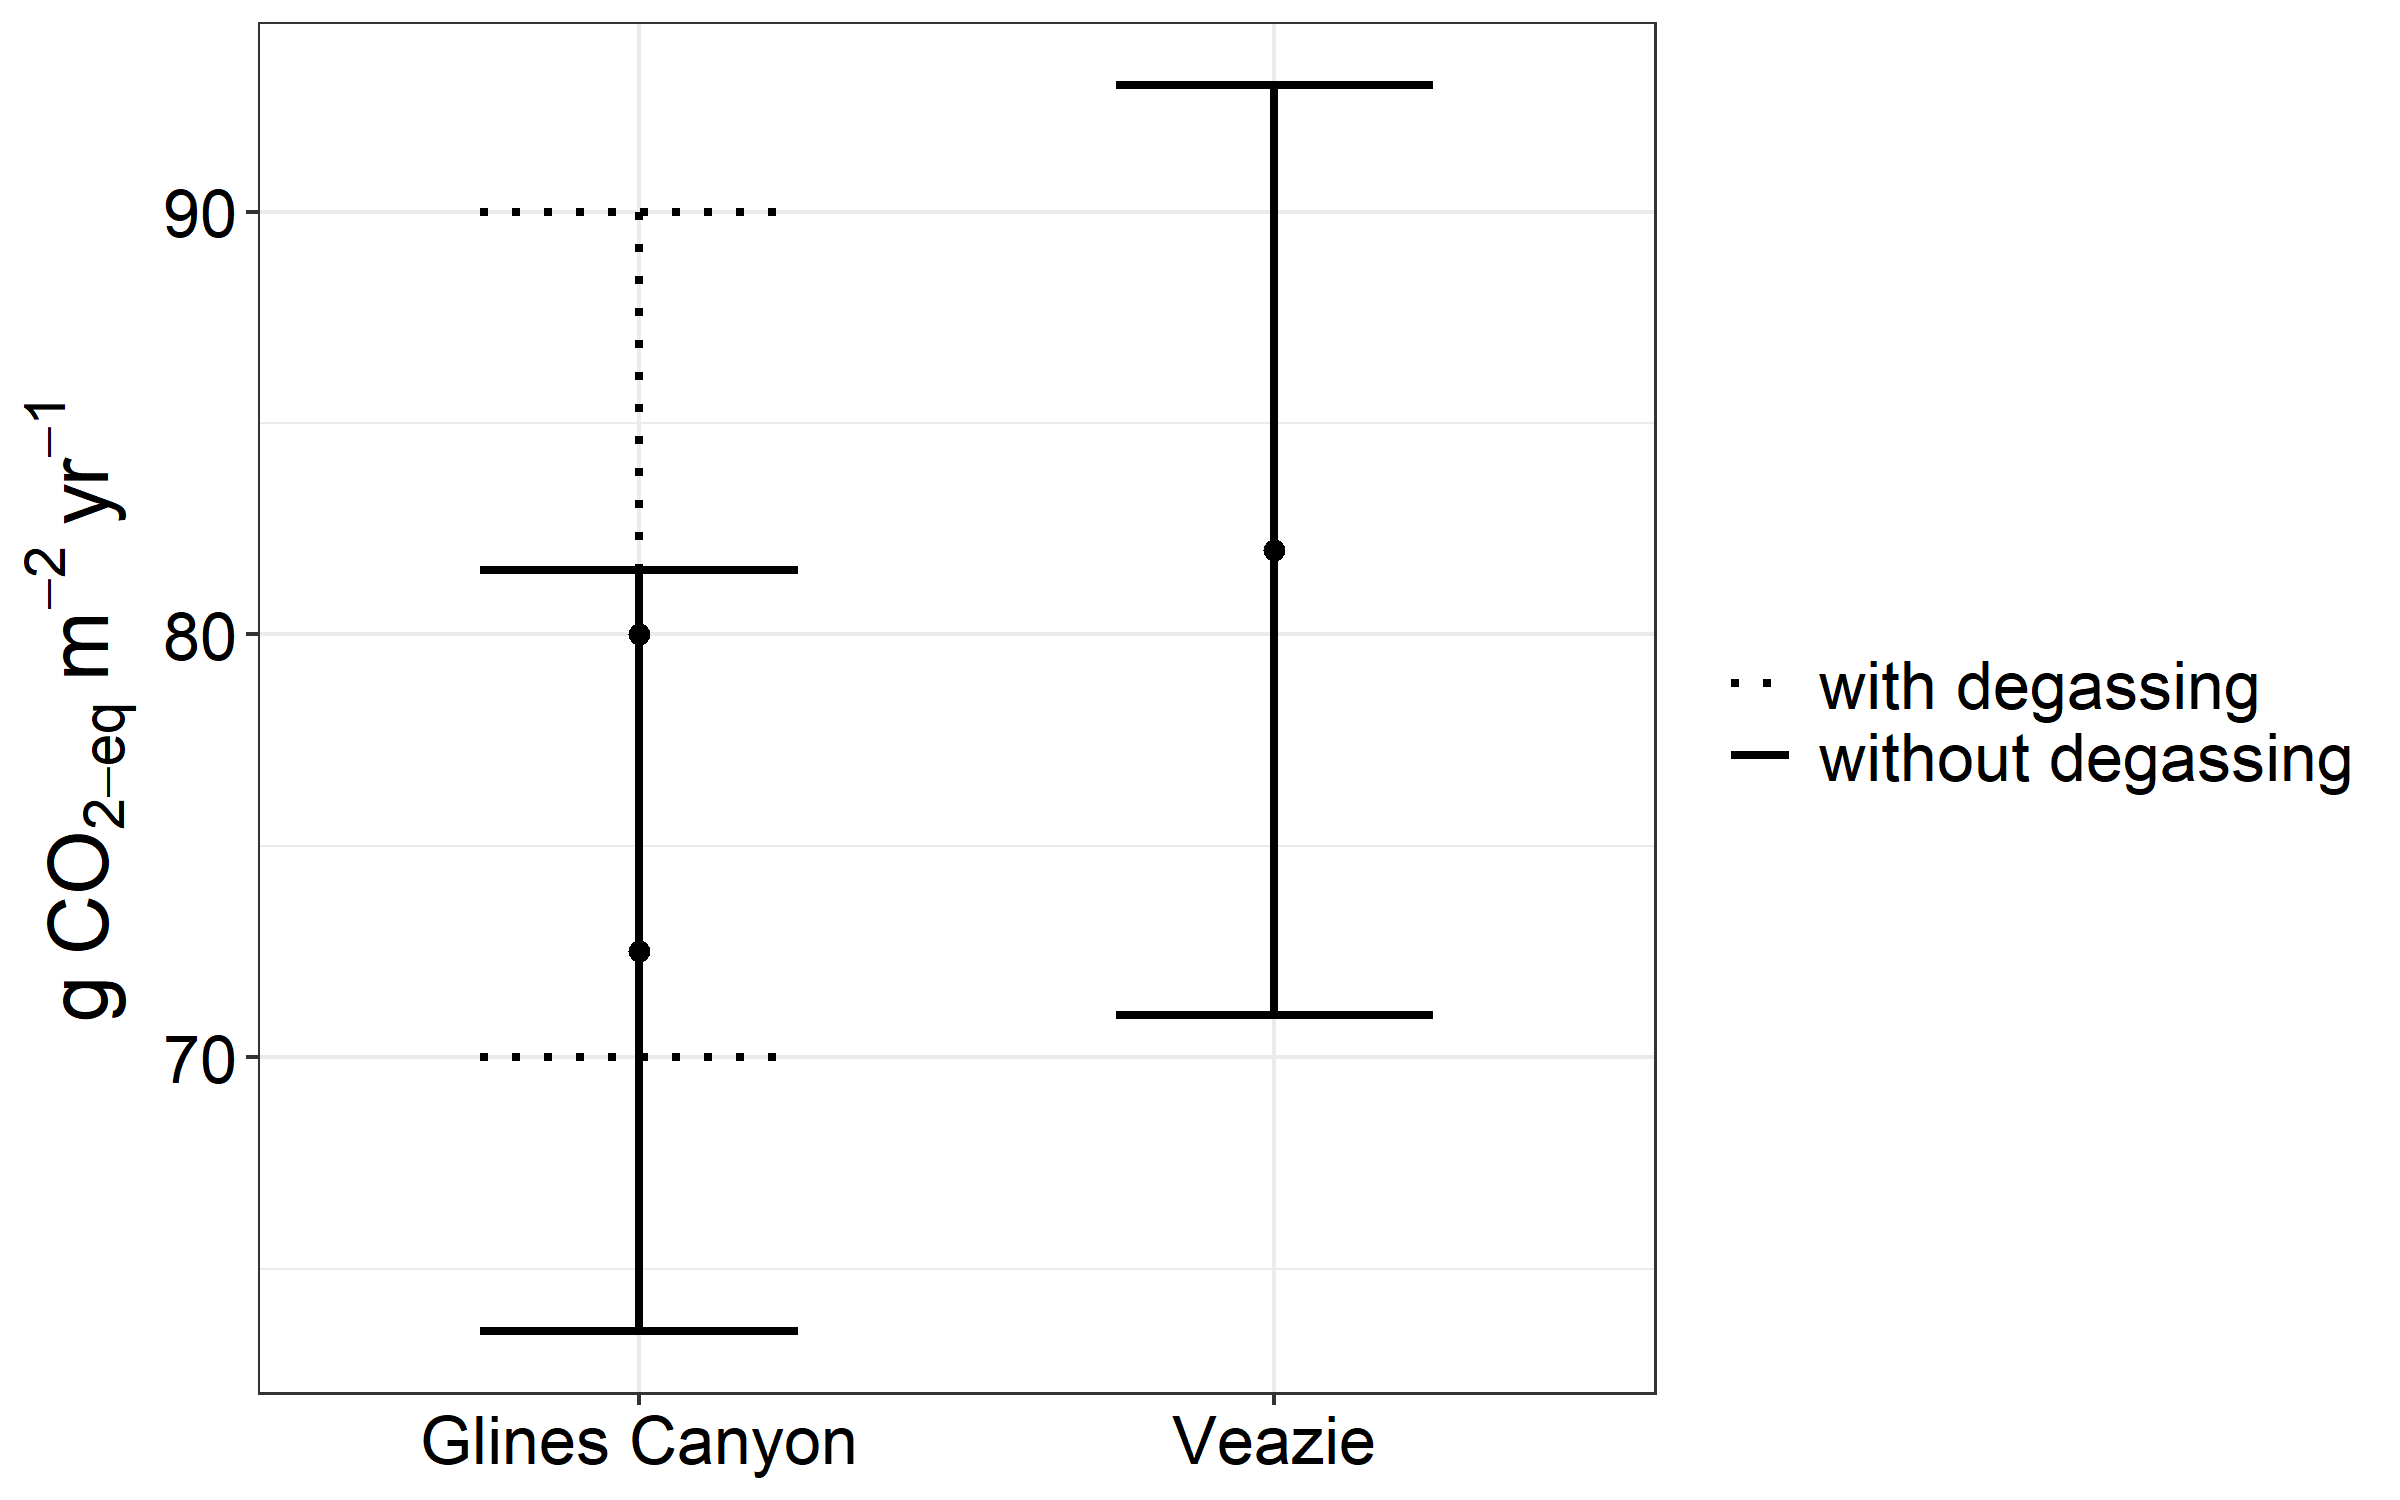 g CO2−eq m−2 yr−1
90
80
70
Glines Canyon
Veazie
with degassing
without degassing